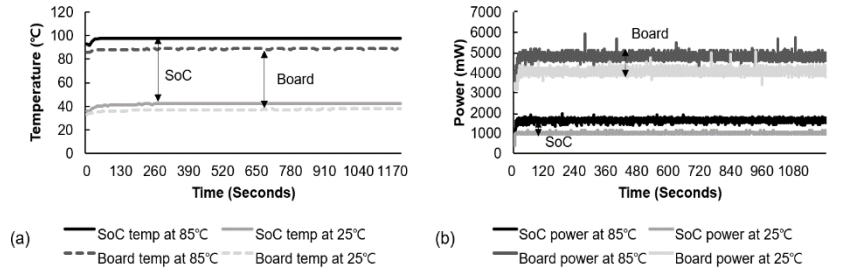 Temperature (℃)
120
100
80
60
40
20
0
SoC
Board
0 130 260 390 520 650 780 910 1040 1170
Time (Seconds)
(a)
SoC temp at 85℃
SoC temp at 25℃
Board temp at 85℃
Board temp at 25℃
Power (mW)
7000
6000
5000
4000
3000
2000
1000
0
Board
SoC
0 120 240 360 480 600 720 840 960 1080
Time (Seconds)
(b)
SoC power at 85℃
SoC power at 25℃
Board power at 85℃
Board power at 25℃